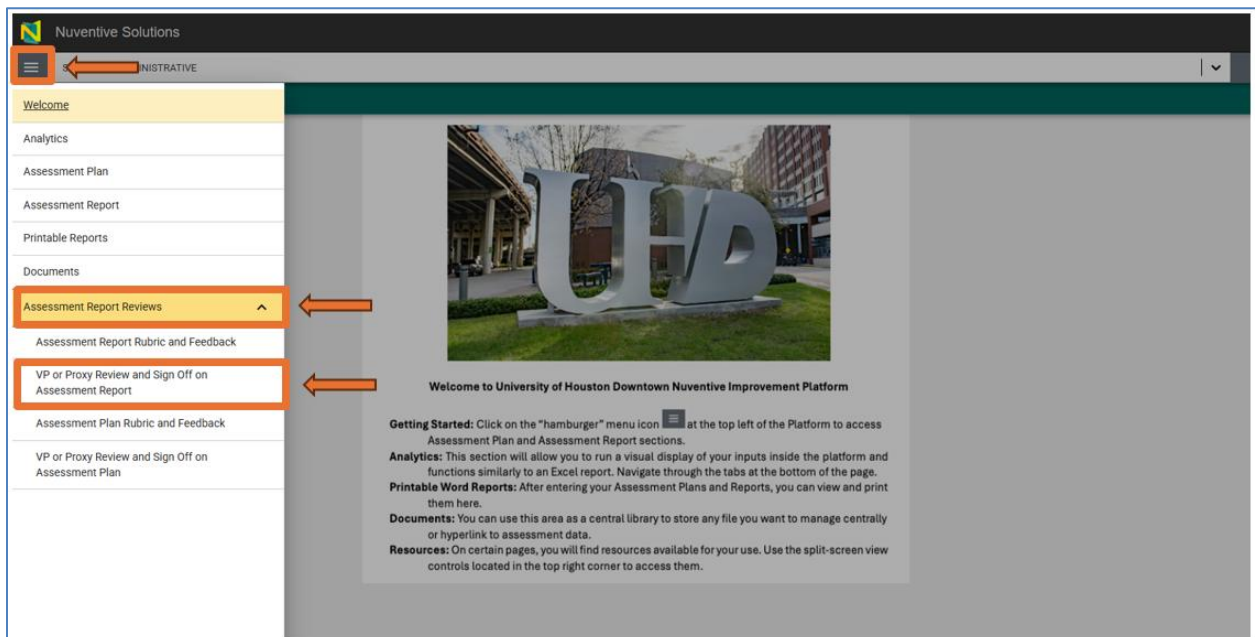 Nuventive Solutions
INISTRATIVE
Welcome
Analytics
Assessment Plan
Assessment Report
Printable Reports
Documents
Assessment Report Reviews
Assessment Report Rubric and Feedback
VP or Proxy Review and Sign Off on
Assessment Report
Assessment Plan Rubric and Feedback
VP or Proxy Review and Sign Off on
Assessment Plan
UHD
Welcome to University of Houston Downtown Nuventive Improvement Platform
Getting Started: Click on the “hamburger” menu icon at the top left of the Platform to access
Assessment Plan and Assessment Report sections.
Analytics: This section will allow you to run a visual display of your inputs inside the platform and
functions similarly to an Excel report. Navigate through the tabs at the bottom of the page.
Printable Word Reports: After entering your Assessment Plans and Reports, you can view and print
them here.
Documents: You can use this area as a central library to store any file you want to manage centrally
or hyperlink to assessment data.
Resources: On certain pages, you will find resources available for your use. Use the split-screen view
controls located in the top right corner to access them.